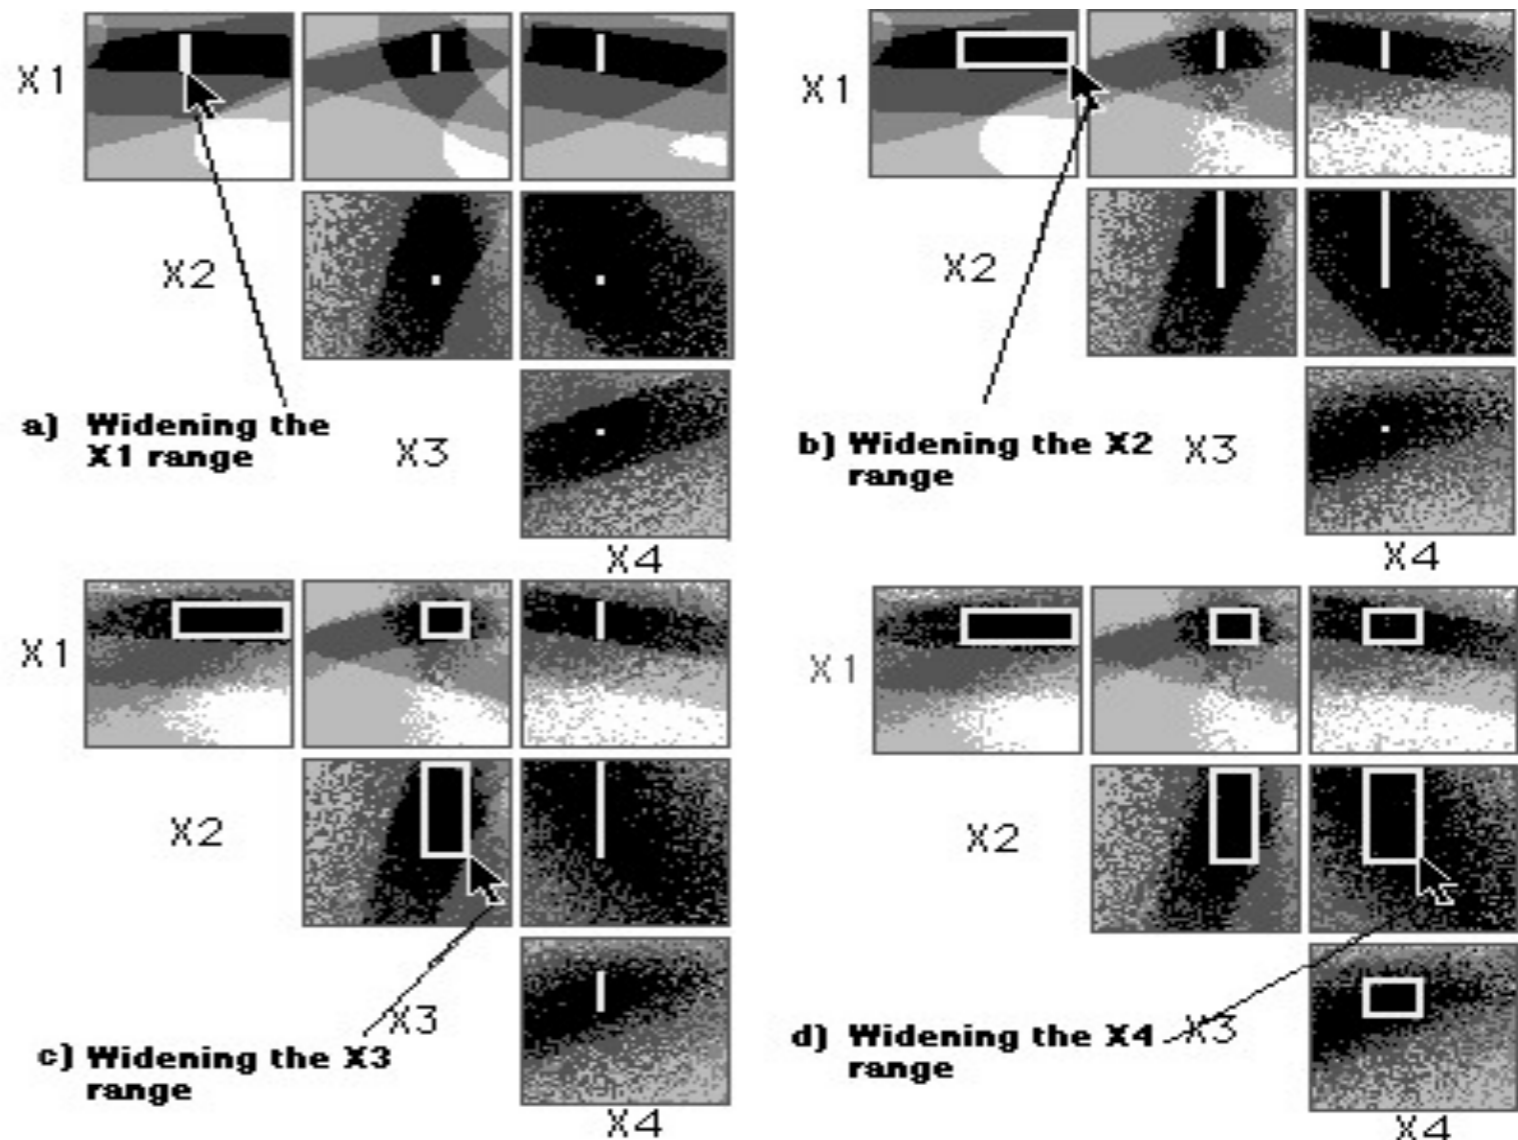 X1
X2
a) Widening the
X1 range
X3
X4
X1
X2
b) Widening the X2
range
X3
X4
X1
X2
X3
c) Widening the X3
range
X4
X1
X2
X3
d) Widening the X4
range
X4